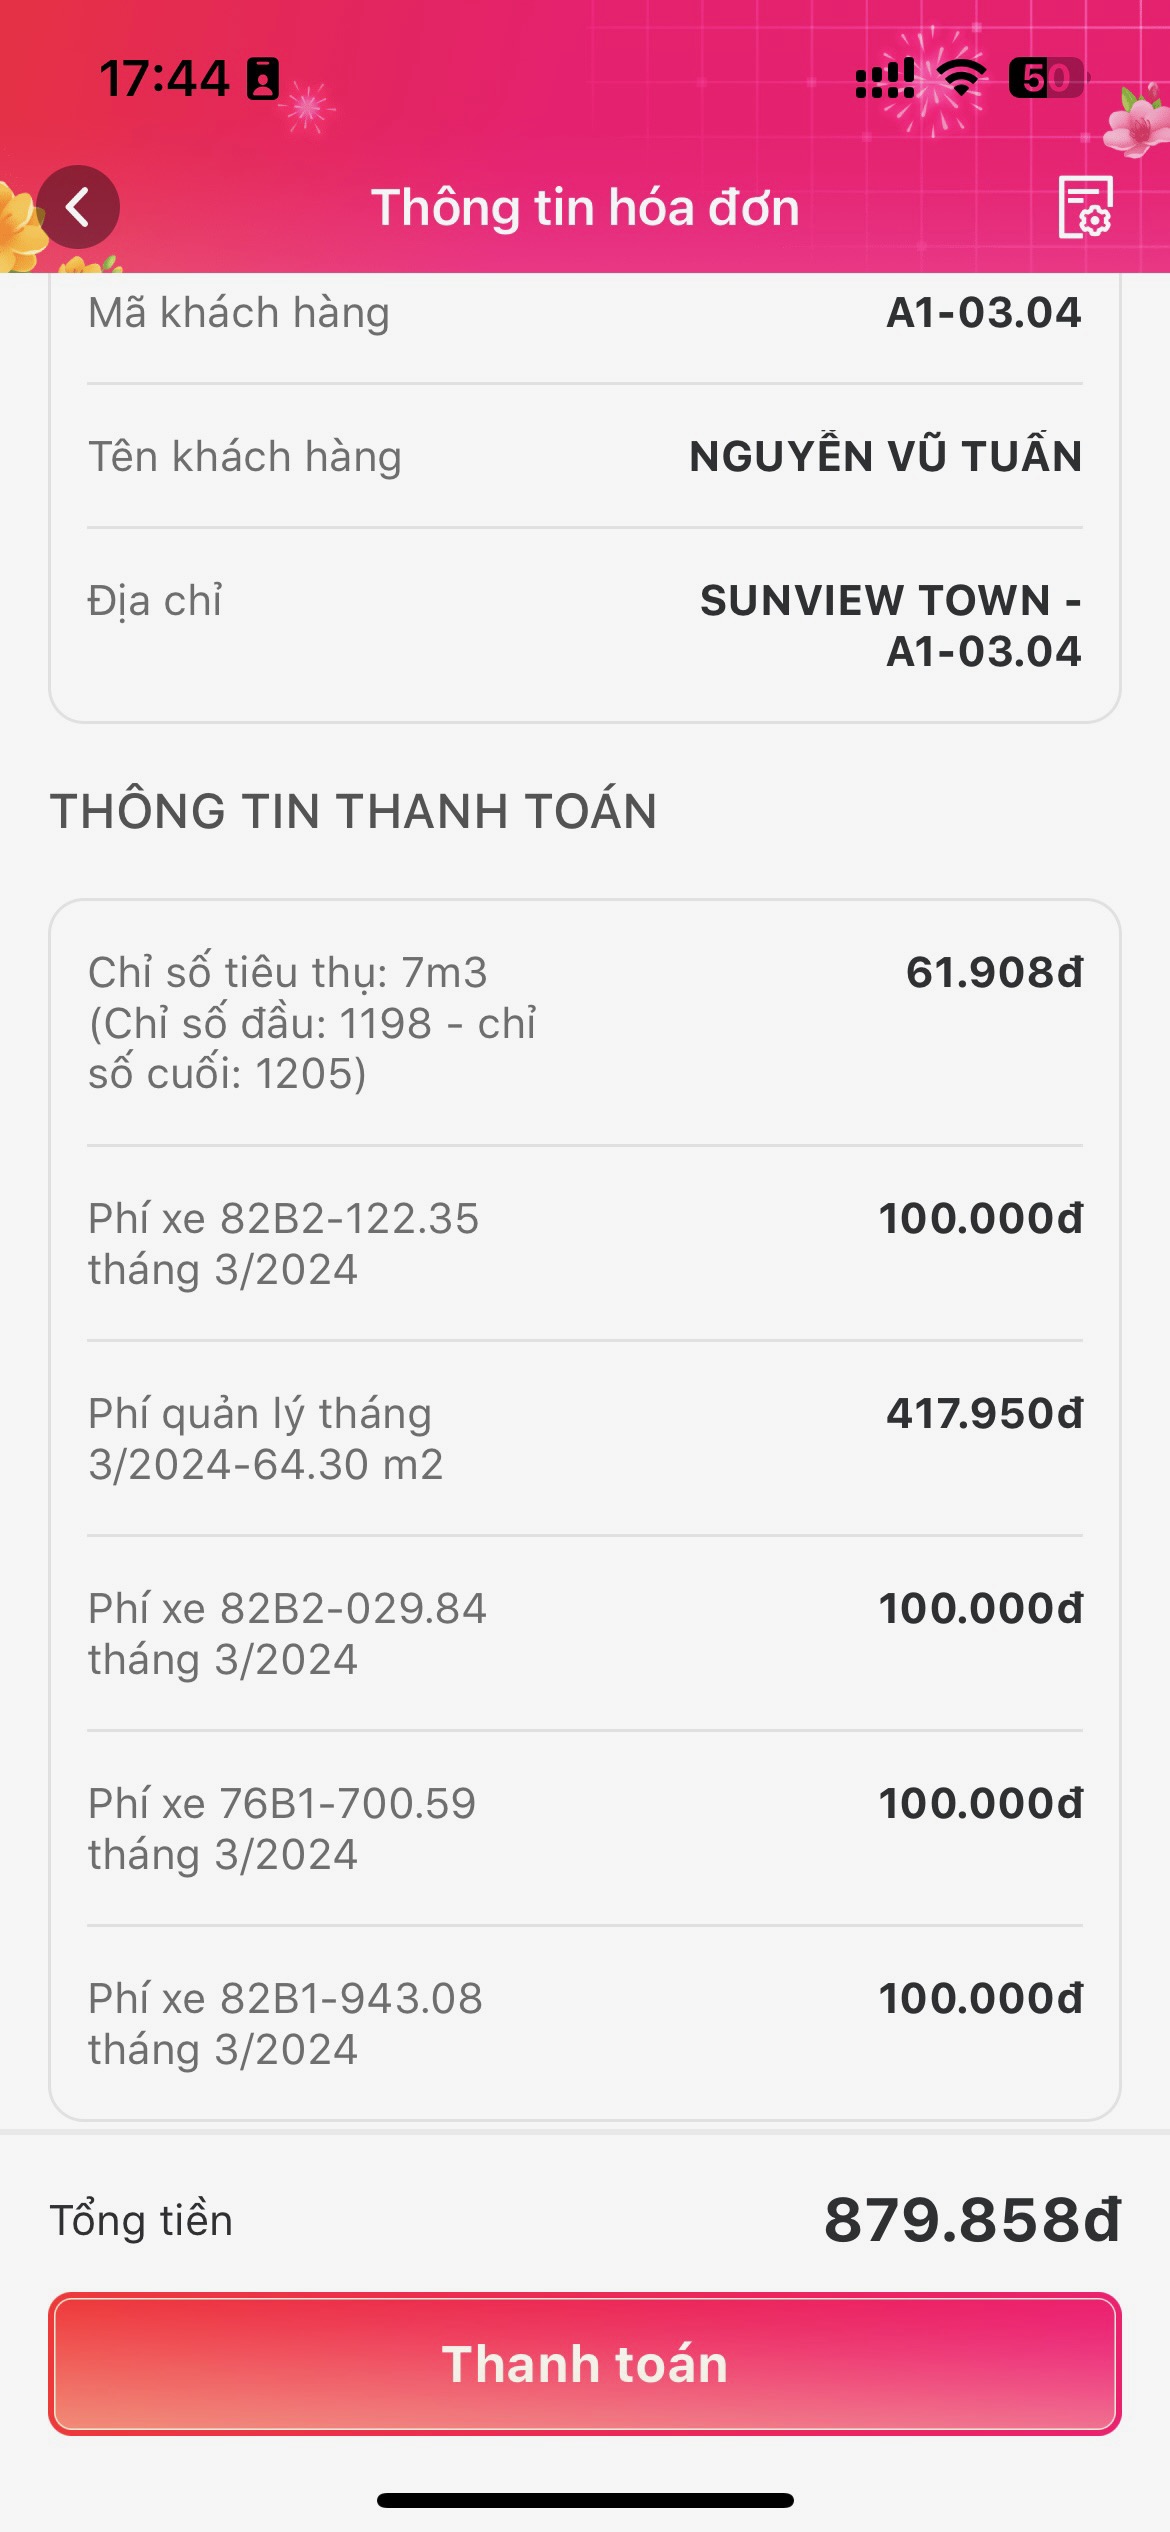 17:44
50
Thông tin hóa đơn
Mã khách hàng A1-03.04
Tên khách hàng NGUYỄN VŨ TUẤN
Địa chỉ SUNVIEW TOWN -
A1-03.04
THÔNG TIN THANH TOÁN
Chỉ số tiêu thụ: 7m3 61.908đ
(Chỉ số đầu: 1198 - chỉ
số cuối: 1205)
Phí xe 82B2-122.35 100.000đ
tháng 3/2024
Phí quản lý tháng 417.950đ
3/2024-64.30 m2
Phí xe 82B2-029.84 100.000đ
tháng 3/2024
Phí xe 76B1-700.59 100.000đ
tháng 3/2024
Phí xe 82B1-943.08 100.000đ
tháng 3/2024
Tổng tiền 879.858đ
Thanh toán